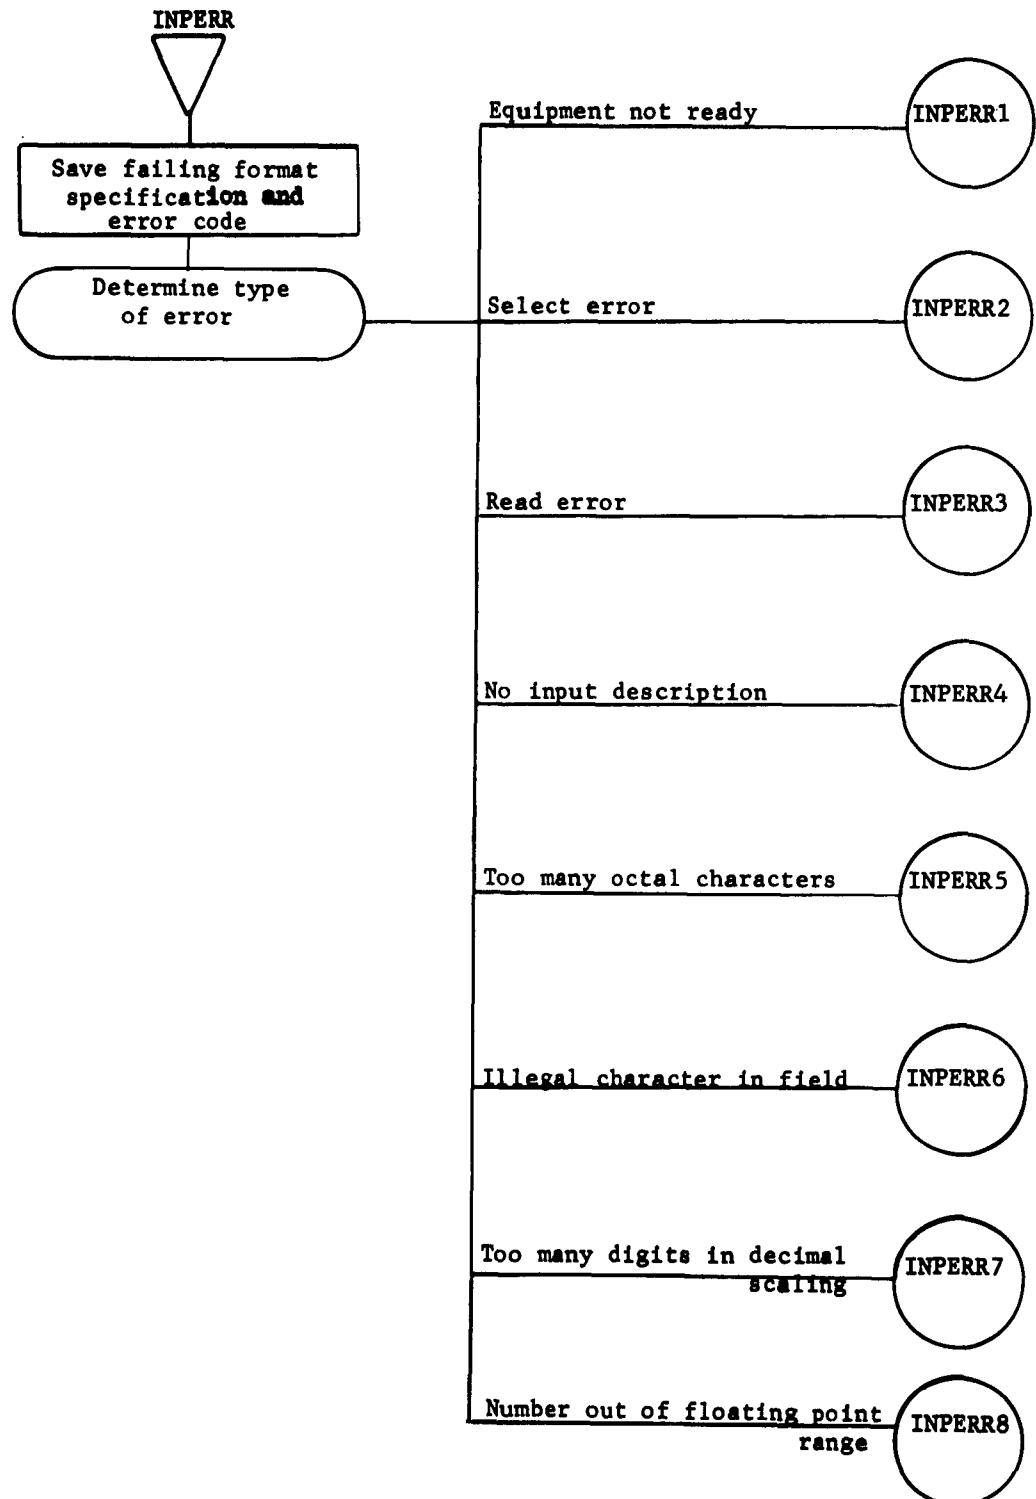 INPERR
Save failing format
specification and
error code
Determine type
of error
Equipment not ready
INPERR1
Select error
INPERR2
Read error
INPERR3
No input description
INPERR4
Too many octal characters
INPERR5
Illegal character in field
INPERR6
Too many digits in decimal
scaling
INPERR7
Number out of floating point
range
INPERR8